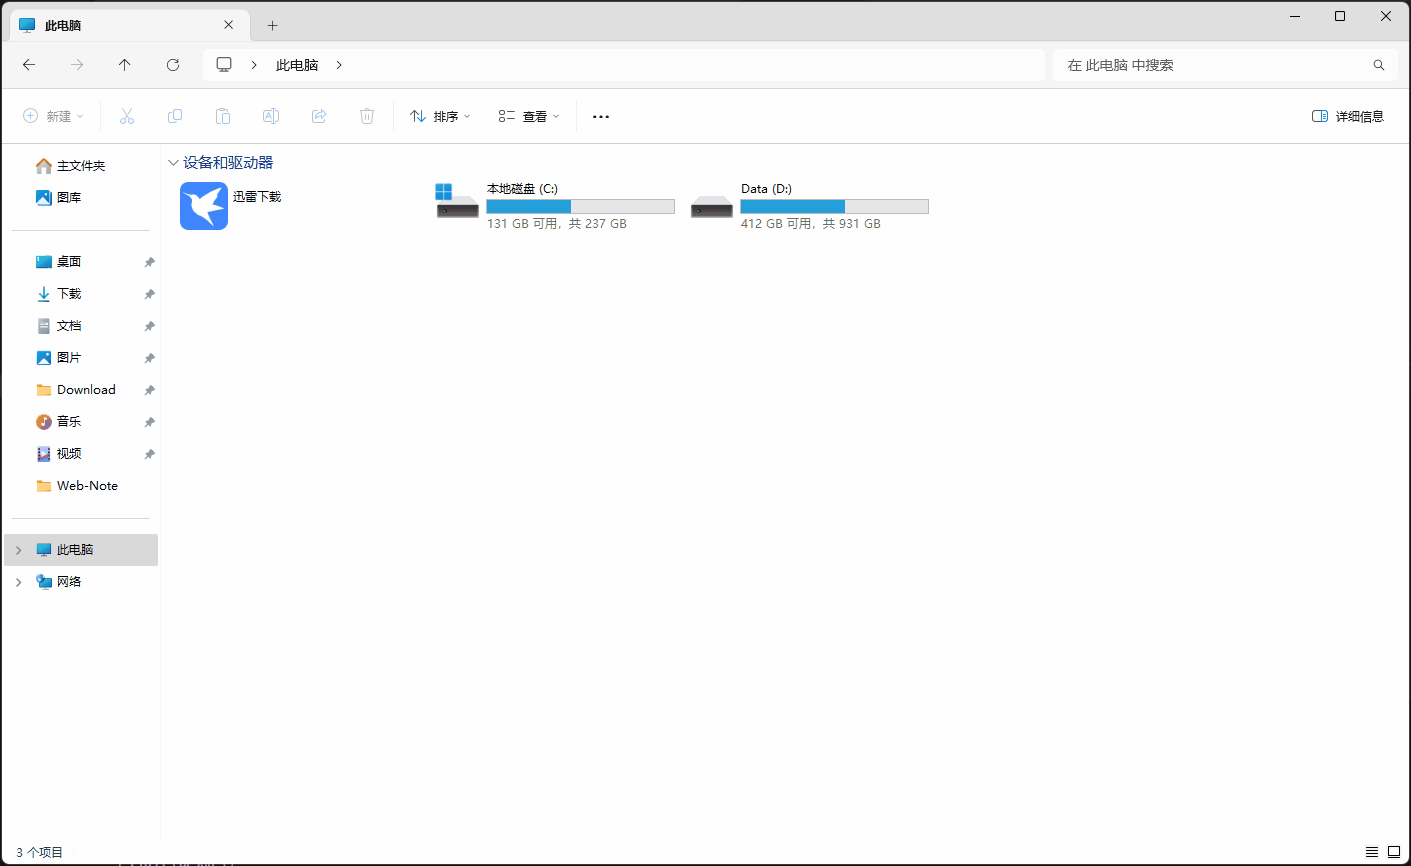 此电脑
此电脑
在 此电脑 中搜索
新建
排序
查看
详细信息
主文件夹
图库
桌面
下载
文档
图片
Download
音乐
视频
Web-Note
此电脑
网络
设备和驱动器
迅雷下载
本地磁盘 (C:)
131 GB 可用，共 237 GB
Data (D:)
412 GB 可用，共 931 GB
3 个项目